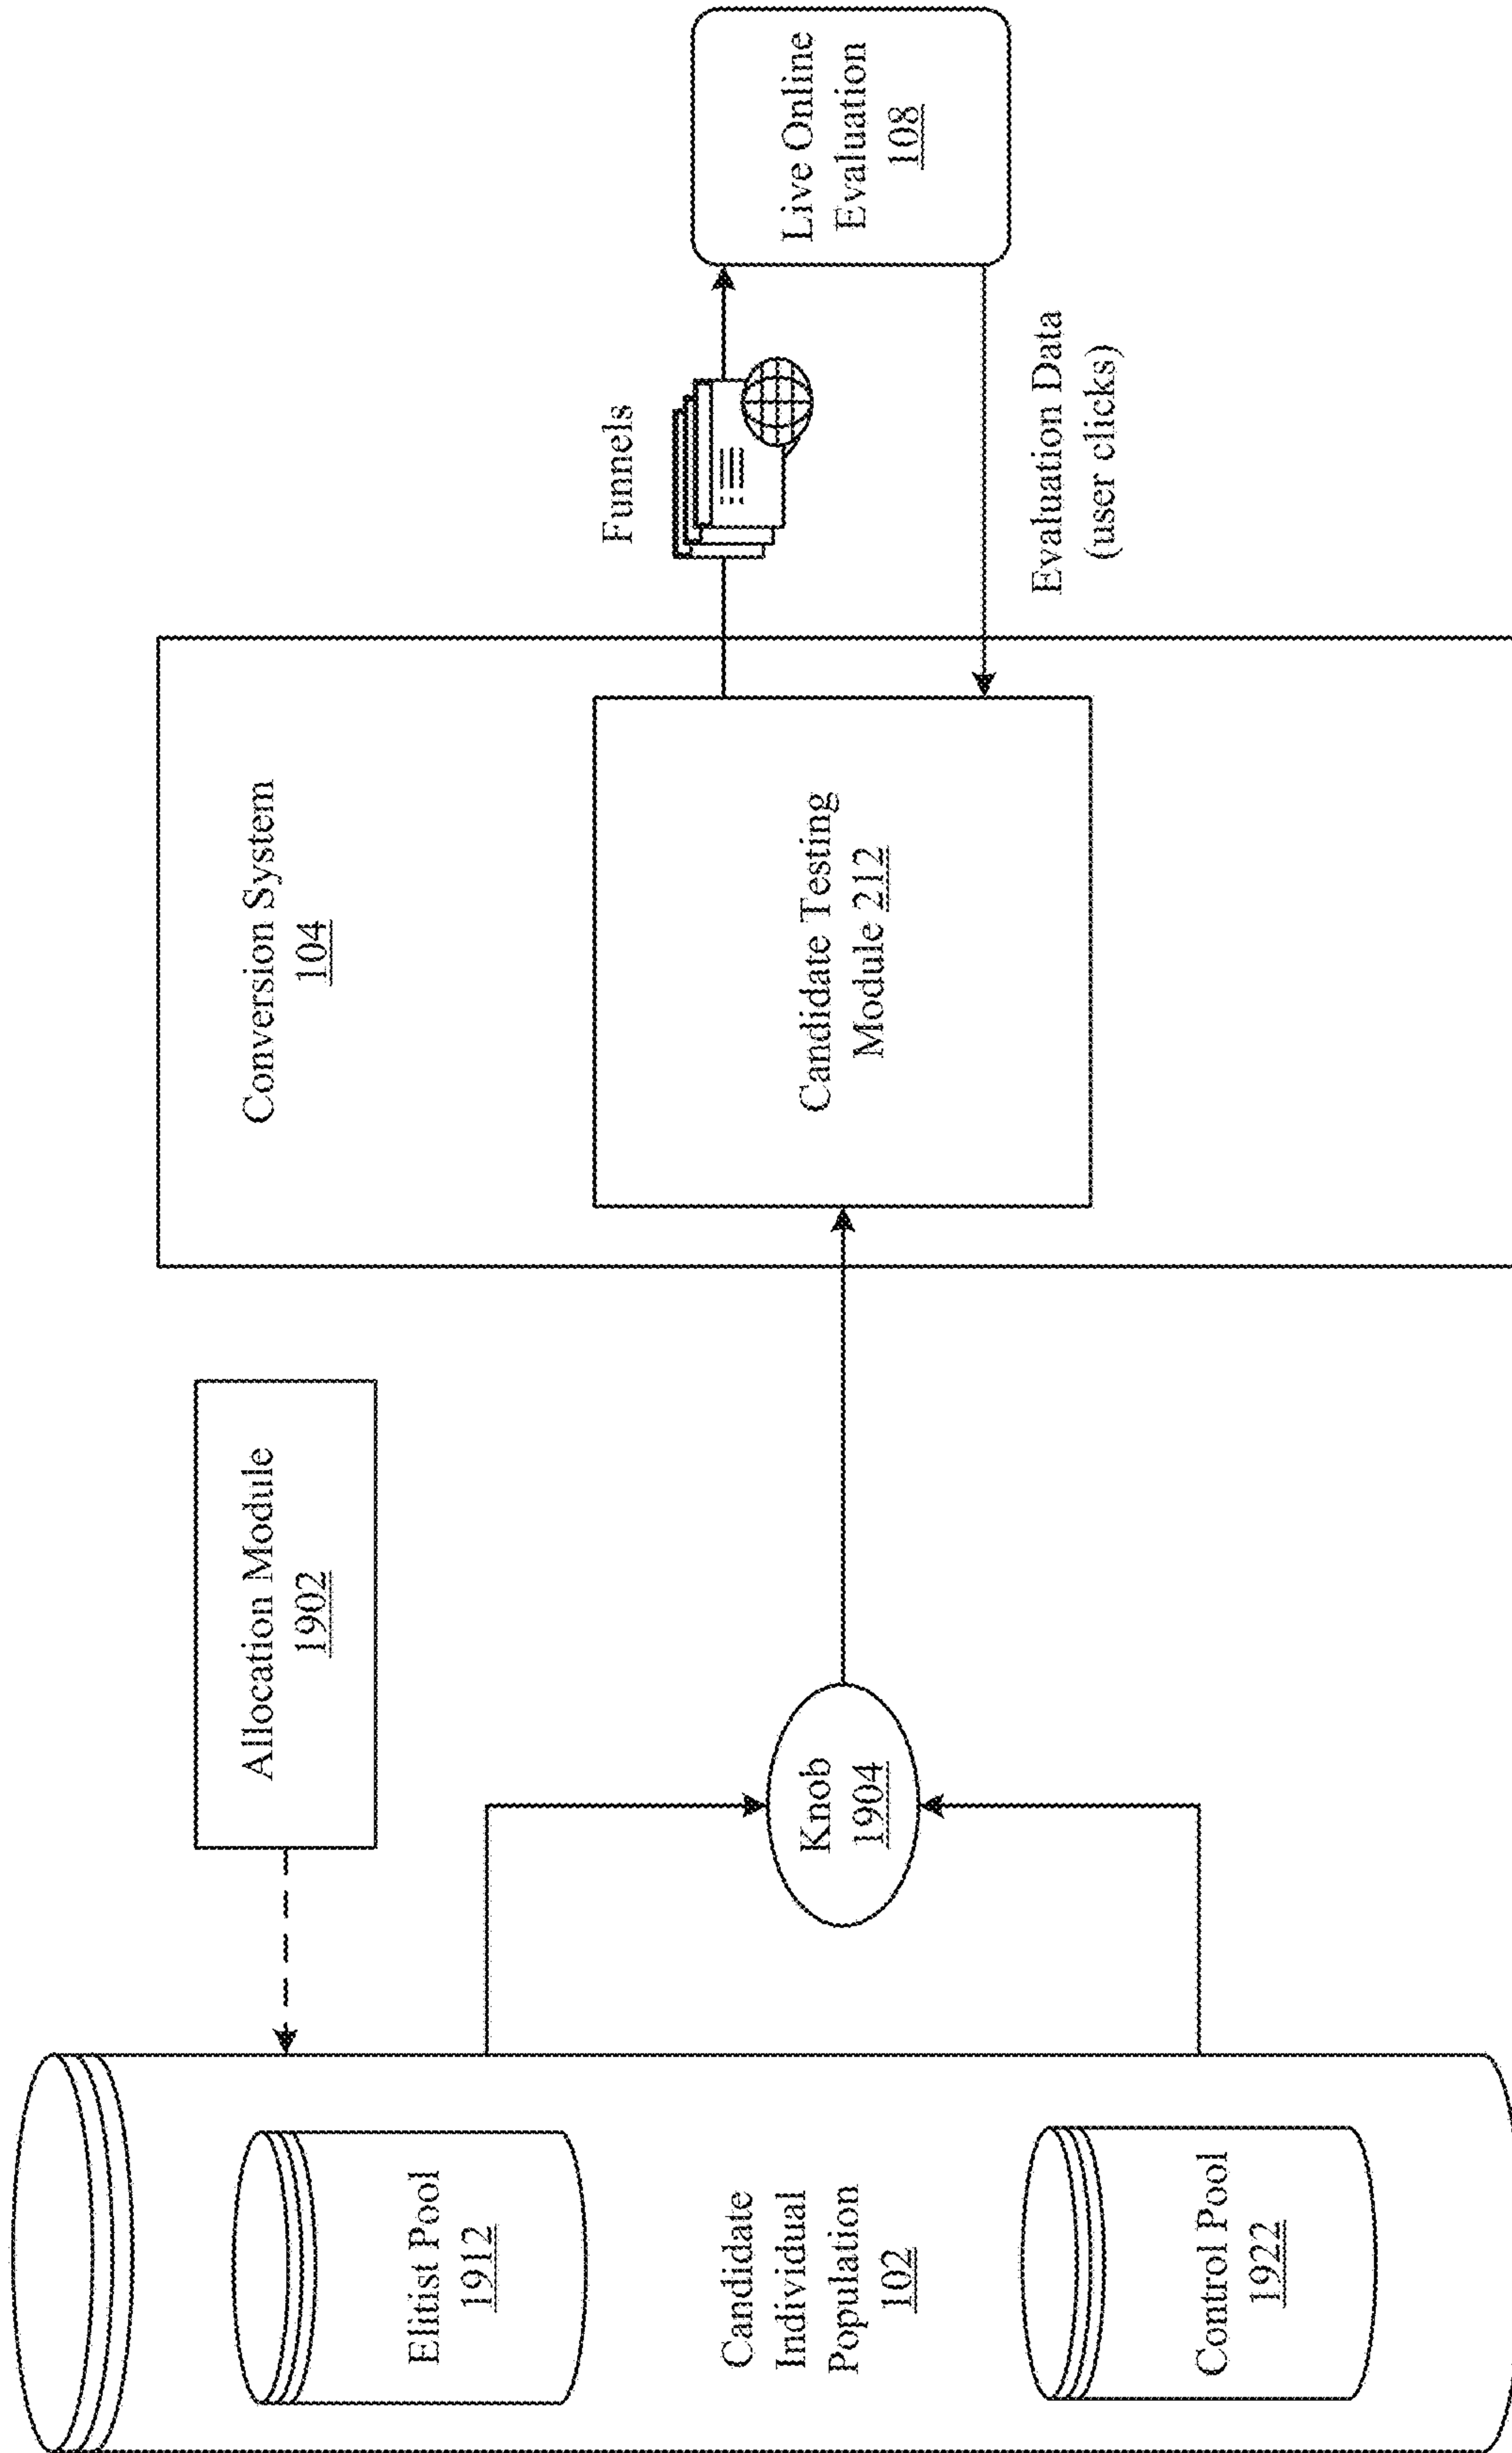 Elitist Pool
1912
Candidate
Individual
Population
102
Control Pool
1922
Allocation Module
1902
Knob
1904
Conversion System
104
Candidate Testing
Module 212
Funnels
Evaluation Data
(user clicks)
Live Online
Evaluation
108